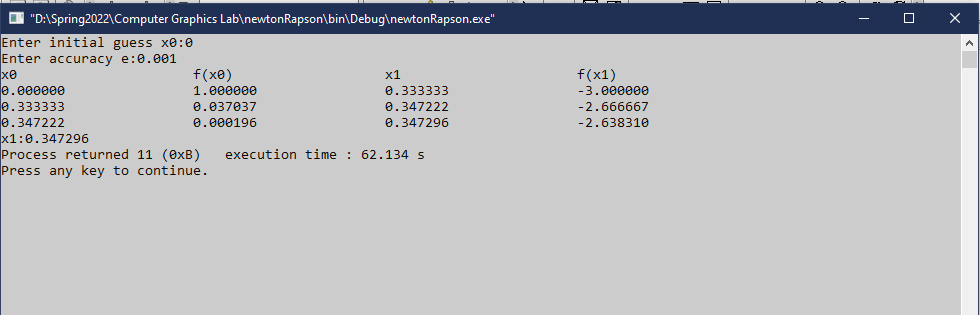 "D:\Spring2022\Computer Graphics Lab\newtonRapson\bin\Debug\newtonRapson.exe"
Enter initial guess x0:0
Enter accuracy e:0.001
x0 f(x0) x1 f(x1)
0.000000 1.000000 0.333333 -3.000000
0.333333 0.037037 0.347222 -2.666667
0.347222 0.000196 0.347296 -2.638310
x1:0.347296
Process returned 11 (0xB) execution time : 62.134 s
Press any key to continue.